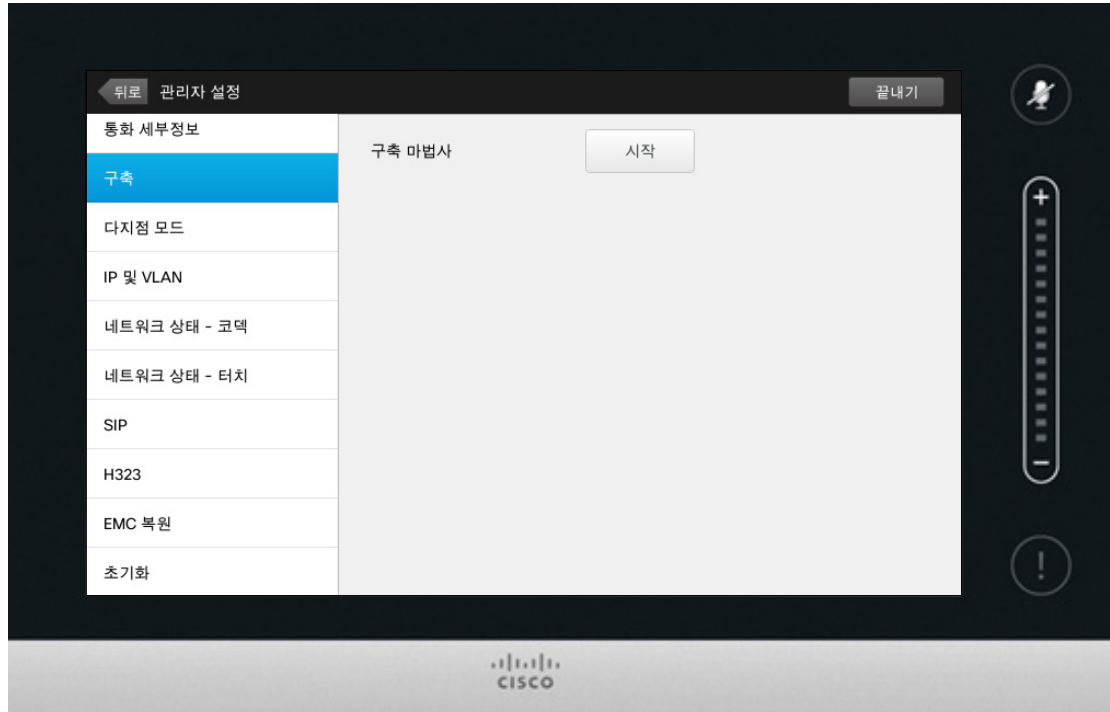 뒤로 관리자 설정 끝내기
통화 세부정보
구축 마법사 시작
구축
다지점 모드
IP 및 VLAN
네트워크 상태 - 코덱
네트워크 상태 - 터치
SIP
H323
EMC 복원
초기화
CISCO